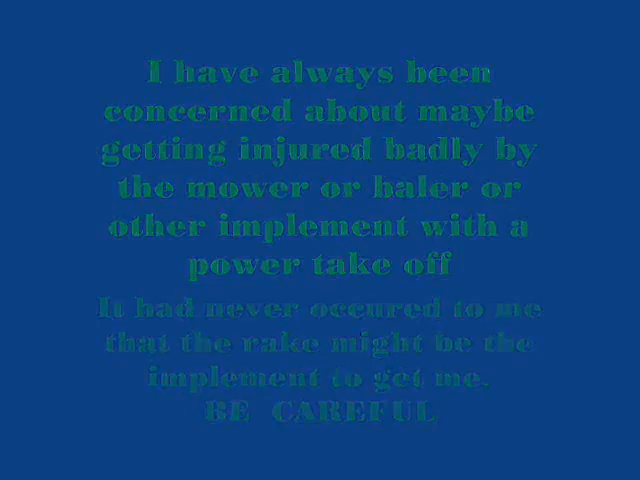 I have always been
concerned about maybe
getting injured badly by
the mower or baler or
other implement with a
power take off
It had never occured to me
that the rake might be the
implement to get me.
BE CAREFUL